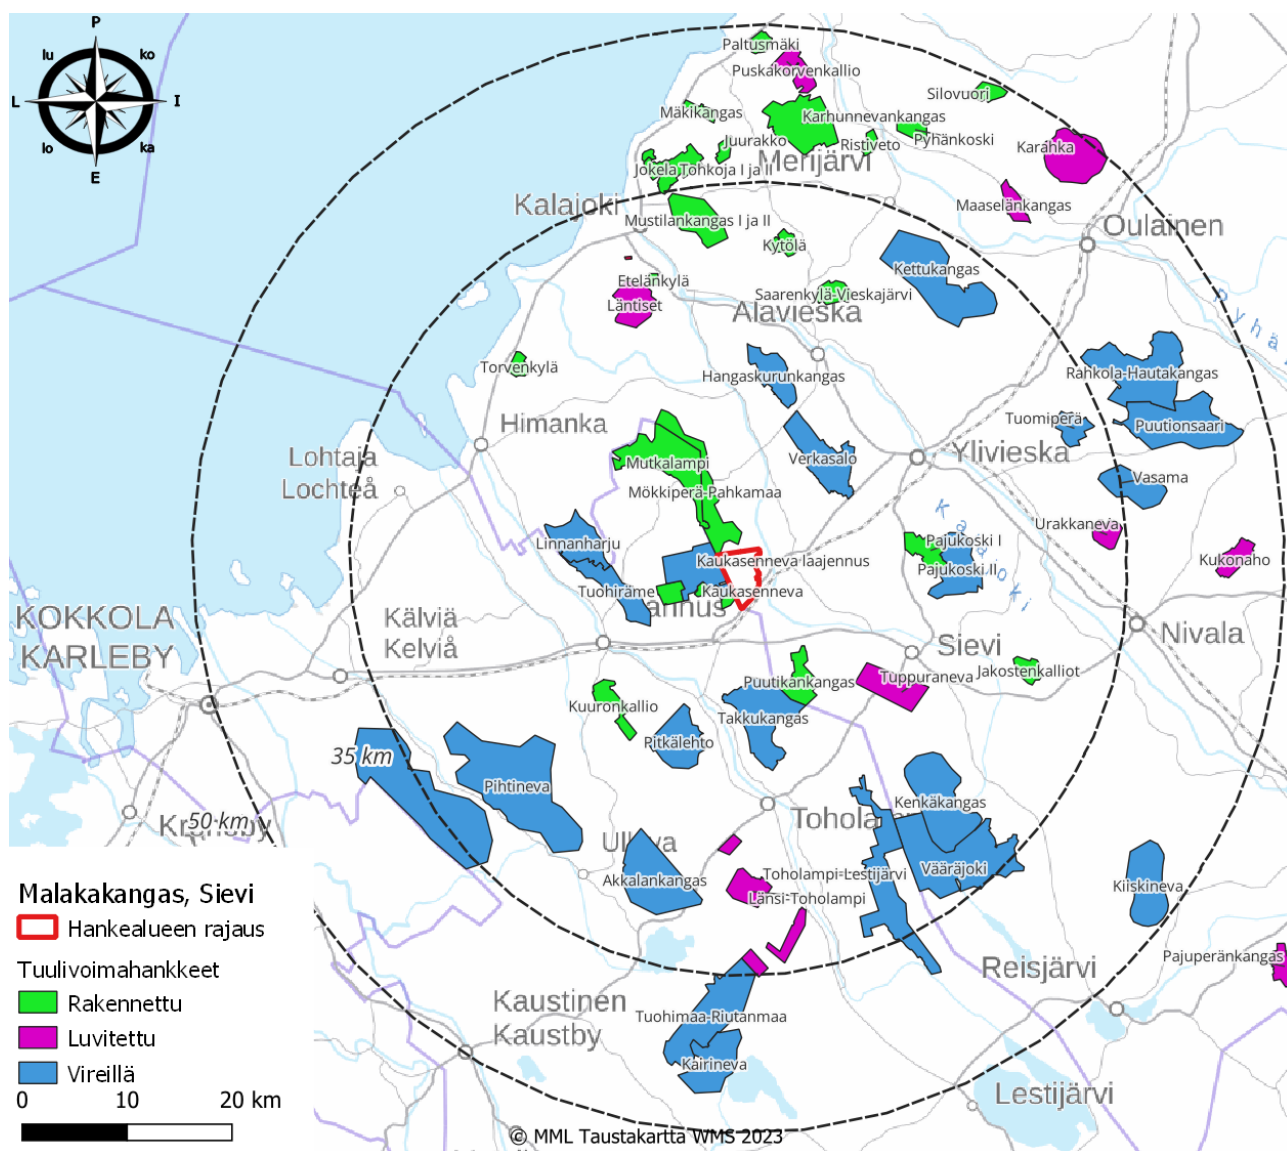 P
lu
ko
L
I
lo
ka
E
Paltusmäki
Puskakorvenkallio
Silovuori
Mäkikangas
Karhunnevankangas
Juurakko
Ristiveto
Pyhänkoski
Karahka
Jokela Tohkoja I ja II
Merijärvi
Maaselänkangas
Kalajoki
Mustilankangas I ja II
Oulainen
Kytölä
Kettukangas
Etelänkylä
Läntiset
Saarenkylä-Vieskajärvi
Alavieska
Torvenkylä
Hangaskurunkangas
Rahkola-Hautakangas
Himanka
Tuomiperä
Puutionsaari
Lohtaja
Lochteå
Mutkalampi
Verkasalo
Ylivieska
Vasama
Mökkiperä-Pahkamaa
Urakkaneva
Linnanharju
Pajukoski I
Kaukasenneva laajennus
Kukonaho
Pajukoski II
Tuohiräme
Kaukasenneva
KOKKOLA
KARLEBY
Kälviä
Kelviå
Sievi
Nivala
Puutikankangas
Tuppuraneva
Jakostenkalliot
Kuuronkallio
Takkukangas
Ritkälehto
35 km
Pihtineva
50 km
Kenkäkangas
Akkalankangas
Toholampi-Lestijärvi
Vääräjoki
Länsi-Toholampi
Kiiskineva
Reisjärvi
Pajuperänkangas
Kaustinen
Kaustby
Tuohimaa-Riutanmaa
Kairineva
Lestijärvi
Malakakangas, Sievi
Hankealueen rajaus
Tuulivoimahankkeet
Rakennettu
Luvitettu
Vireillä
0 10 20 km
© MML Taustakartta WMS 2023